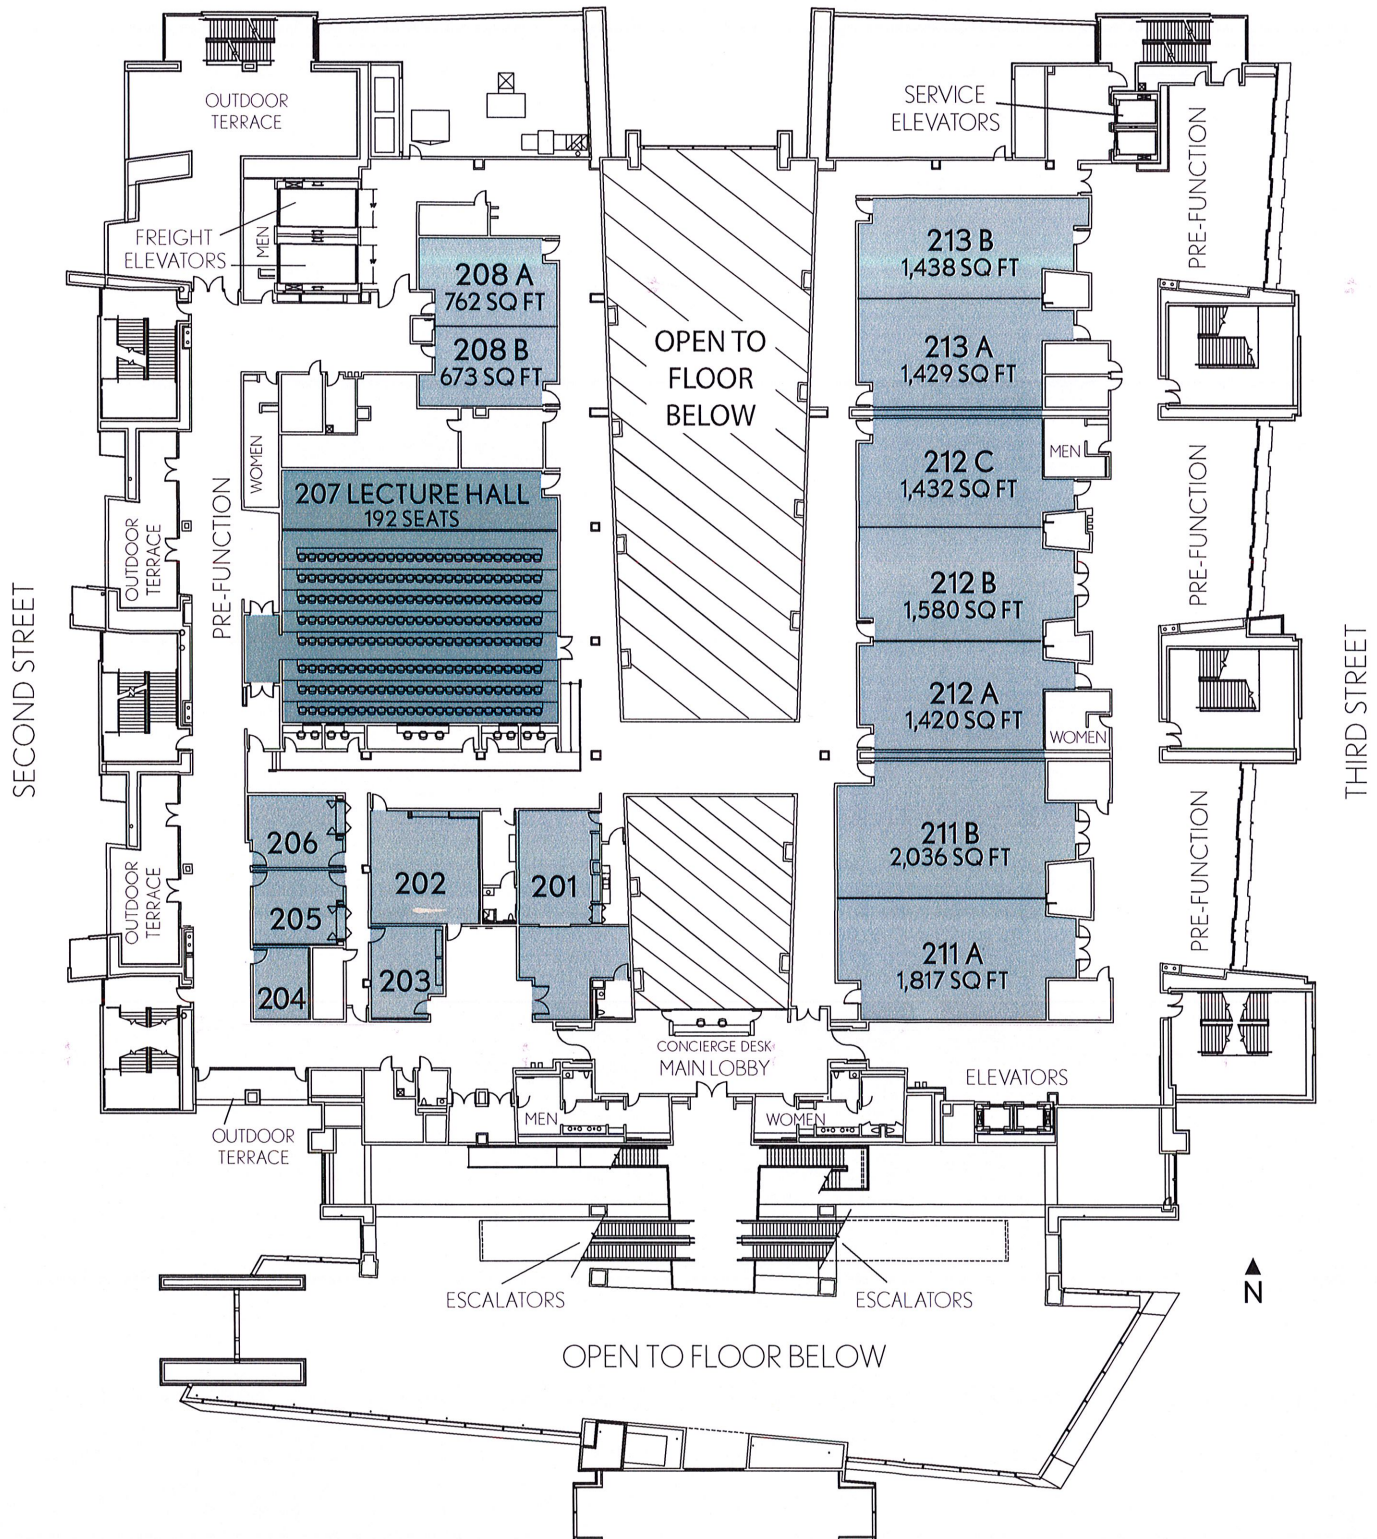 OUTDOOR
TERRACE
SERVICE
ELEVATORS
PRE-FUNCTION
FREIGHT
ELEVATORS
MEN
208 A
762 SQ FT
208 B
673 SQ FT
OPEN TO
FLOOR
BELOW
213 B
1,438 SQ FT
213 A
1,429 SQ FT
WOMEN
207 LECTURE HALL
192 SEATS
212 C
1,432 SQ FT
MEN
PRE-FUNCTION
OUTDOOR
TERRACE
PRE-FUNCTION
212 B
1,580 SQ FT
SECOND STREET
THIRD STREET
212 A
1,420 SQ FT
WOMEN
206
205
204
202
203
201
211 B
2,036 SQ FT
211 A
1,817 SQ FT
PRE-FUNCTION
OUTDOOR
TERRACE
CONCIERGE DESK
MAIN LOBBY
ELEVATORS
MEN
WOMEN
OUTDOOR
TERRACE
ESCALATORS
ESCALATORS
N
OPEN TO FLOOR BELOW